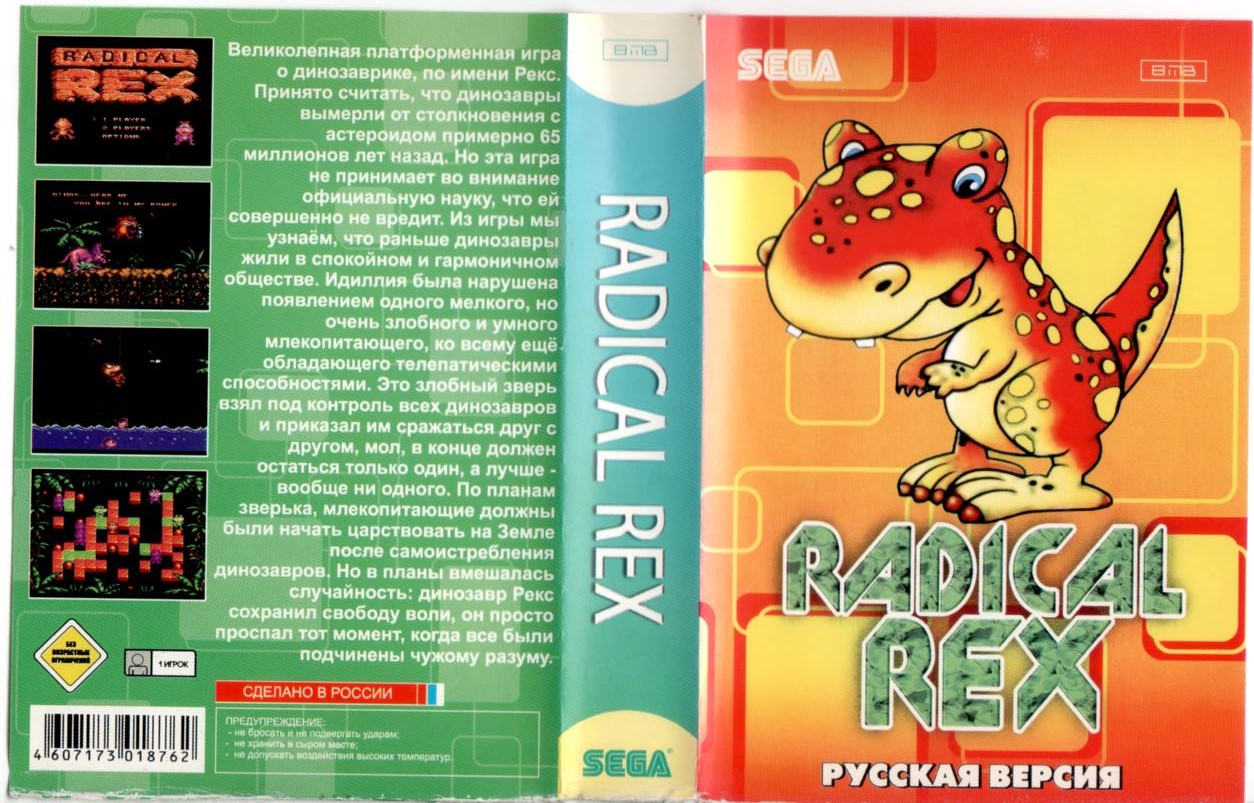 RADICAL
REX
1 PLAYER
2 PLAYERS
OPTIONS
YOU ARE IN MY POWER
Великолепная платформенная игра
о динозаврике, по имени Рекс.
Принято считать, что динозавры
вымерли от столкновения с
астероидом примерно 65
миллионов лет назад. Но эта игра
не принимает во внимание
официальную науку, что ей
совершенно не вредит. Из игры мы
узнаём, что раньше динозавры
жили в спокойном и гармоничном
обществе. Идиллия была нарушена
появлением одного мелкого, но
очень злобного и умного
млекопитающего, ко всему ещё
обладающего телепатическими
способностями. Это злобный зверь
взял под контроль всех динозавров
и приказал им сражаться друг с
другом, мол, в конце должен
остаться только один, а лучше -
вообще ни одного. По планам
зверька, млекопитающие должны
были начать царствовать на Земле
после самоистребления
динозавров. Но в планы вмешалась
случайность: динозавр Рекс
сохранил свободу воли, он просто
проспал тот момент, когда все были
подчинены чужому разуму.
БЕЗ
ВОЗРАСТНЫХ
ОГРАНИЧЕНИЙ
1 ИГРОК
СДЕЛАНО В РОССИИ
ПРЕДУПРЕЖДЕНИЕ:
- не бросать и не подвергать ударам;
- не хранить в сыром месте;
- не допускать воздействия высоких температур.
4 607173 018762
RADICAL REX
SEGA
SEGA
RADICAL
REX
РУССКАЯ ВЕРСИЯ